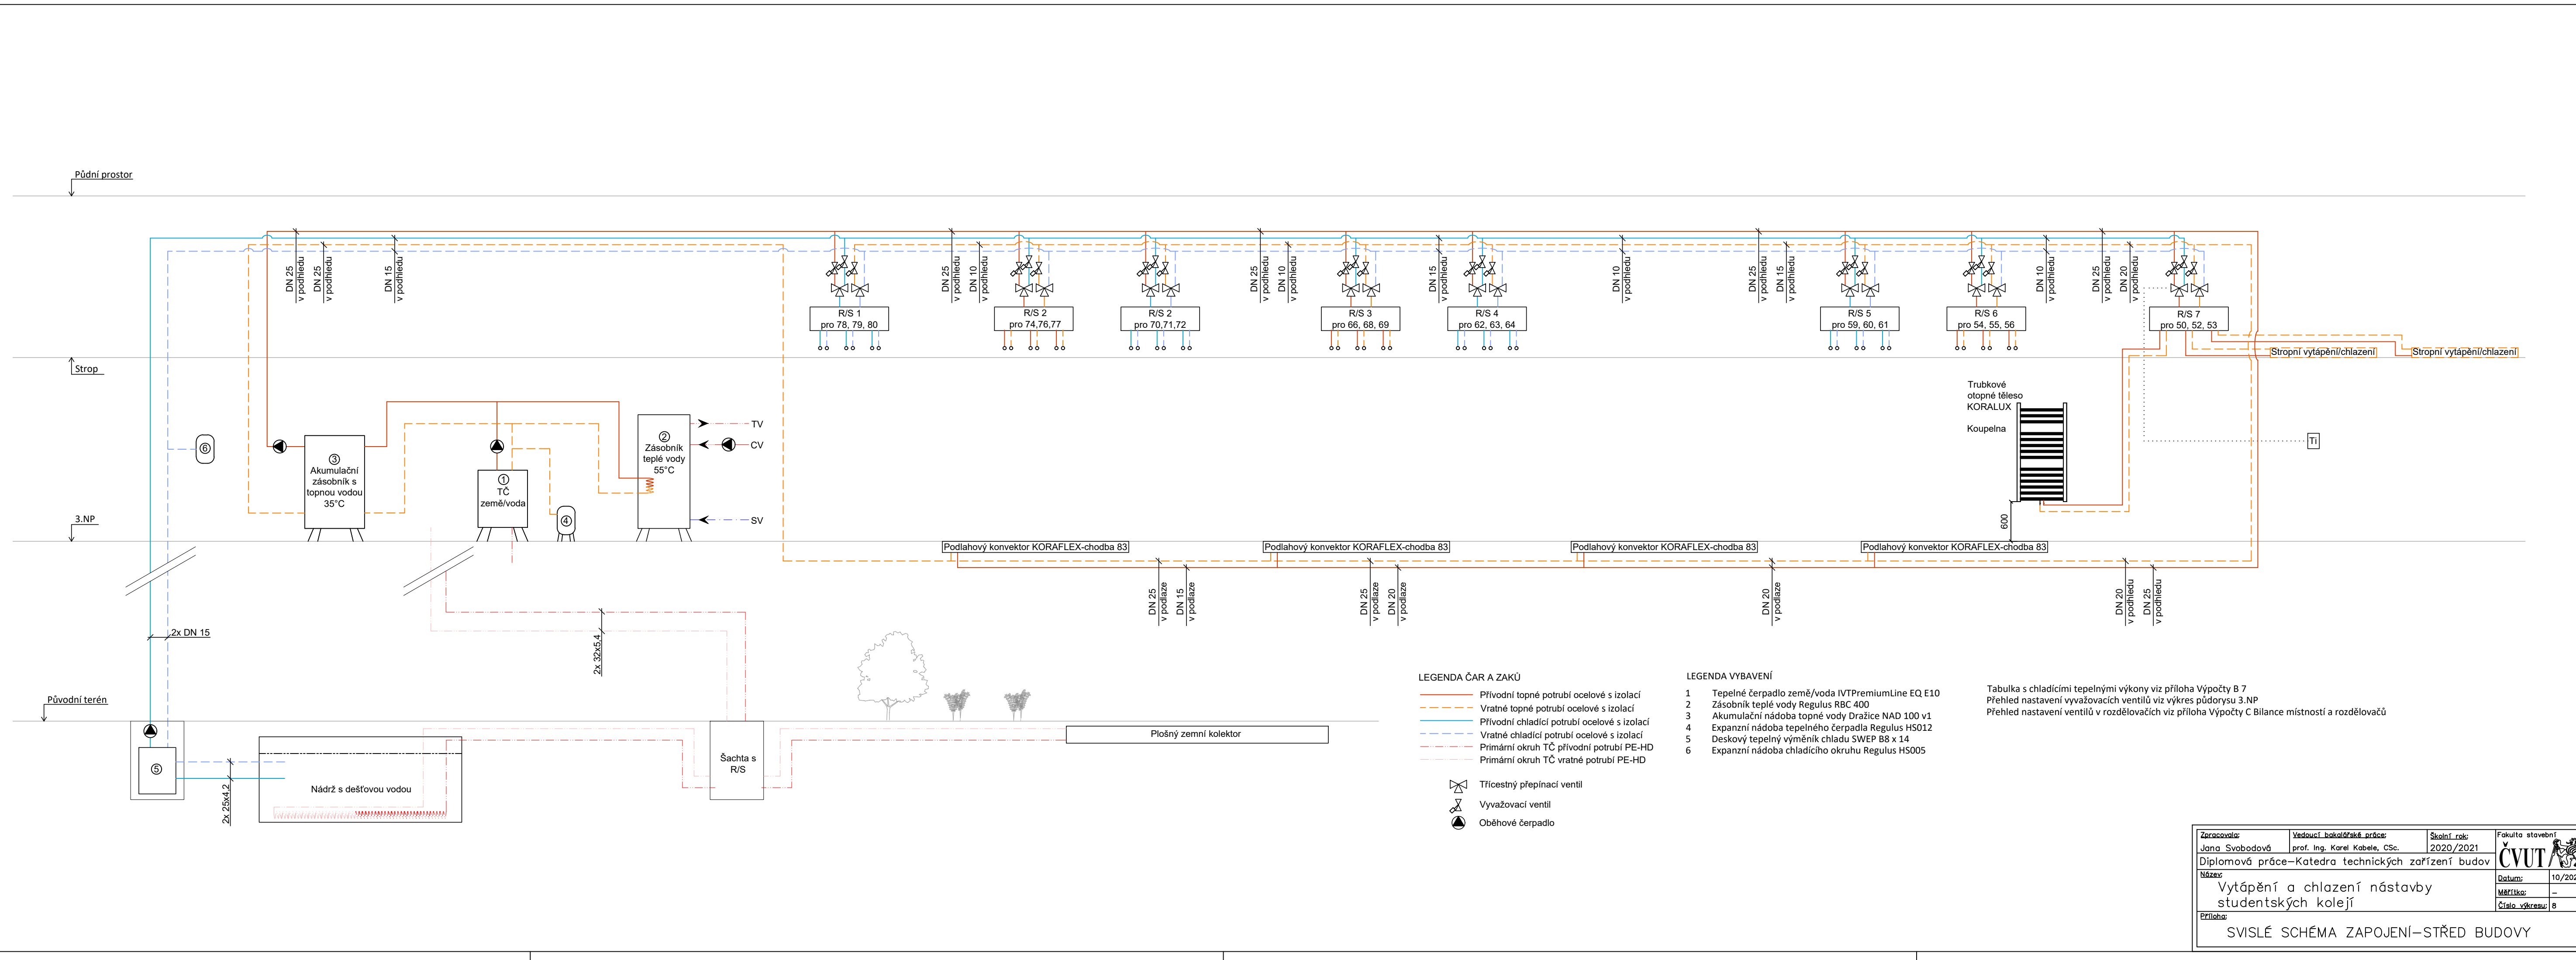 Půdní prostor
DN 25
v podhledu
DN 25
v podhledu
DN 15
v podhledu
DN 25
v podhledu
DN 10
v podhledu
DN 25
v podhledu
DN 10
v podhledu
DN 15
v podhledu
DN 10
v podhledu
DN 25
v podhledu
DN 15
v podhledu
DN 10
v podhledu
DN 25
v podhledu
DN 20
v podhledu
R/S 1
pro 78, 79, 80
R/S 2
pro 74,76,77
R/S 2
pro 70,71,72
R/S 3
pro 66, 68, 69
R/S 4
pro 62, 63, 64
R/S 5
pro 59, 60, 61
R/S 6
pro 54, 55, 56
R/S 7
pro 50, 52, 53
Stropní vytápění/chlazení
Stropní vytápění/chlazení
Strop
6
3
Akumulační
zásobník s
topnou vodou
35°C
1
TČ
země/voda
4
2
Zásobník
teplé vody
55°C
TV
CV
SV
Trubkové
otopné těleso
KORALUX
Koupelna
Ti
600
3.NP
Podlahový konvektor KORAFLEX-chodba 83
Podlahový konvektor KORAFLEX-chodba 83
Podlahový konvektor KORAFLEX-chodba 83
Podlahový konvektor KORAFLEX-chodba 83
DN 25
v podlaze
DN 15
v podlaze
DN 25
v podlaze
DN 20
v podlaze
DN 20
v podlaze
DN 20
v podhledu
DN 25
v podhledu
2x DN 15
2x 32x5,4
Původní terén
5
2x 25x4,2
Nádrž s dešťovou vodou
Šachta s
R/S
Plošný zemní kolektor
LEGENDA ČAR A ZAKŮ
Přívodní topné potrubí ocelové s izolací
Vratné topné potrubí ocelové s izolací
Přívodní chladící potrubí ocelové s izolací
Vratné chladící potrubí ocelové s izolací
Primární okruh TČ přívodní potrubí PE-HD
Primární okruh TČ vratné potrubí PE-HD
Třícestný přepínací ventil
Vyvažovací ventil
Oběhové čerpadlo
LEGENDA VYBAVENÍ
1 Tepelné čerpadlo země/voda IVTPremiumLine EQ E10
2 Zásobník teplé vody Regulus RBC 400
3 Akumulační nádoba topné vody Dražice NAD 100 v1
4 Expanzní nádoba tepelného čerpadla Regulus HS012
5 Deskový tepelný výměník chladu SWEP B8 x 14
6 Expanzní nádoba chladícího okruhu Regulus HS005
Tabulka s chladícími tepelnými výkony viz příloha Výpočty B 7
Přehled nastavení vyvažovacích ventilů viz výkres půdorysu 3.NP
Přehled nastavení ventilů v rozdělovačích viz příloha Výpočty C Bilance místností a rozdělovačů
Zpracovala:
Jana Svobodová
Vedoucí bakalářské práce:
prof. Ing. Karel Kabele, CSc.
Školní rok:
2020/2021
Fakulta stavební
ČVUT
Diplomová práce–Katedra technických zařízení budov
Název:
Vytápění a chlazení nástavby
studentských kolejí
Datum: 10/202
Měřítko: –
Číslo výkresu: 8
Příloha:
SVISLÉ SCHÉMA ZAPOJENÍ–STŘED BUDOVY